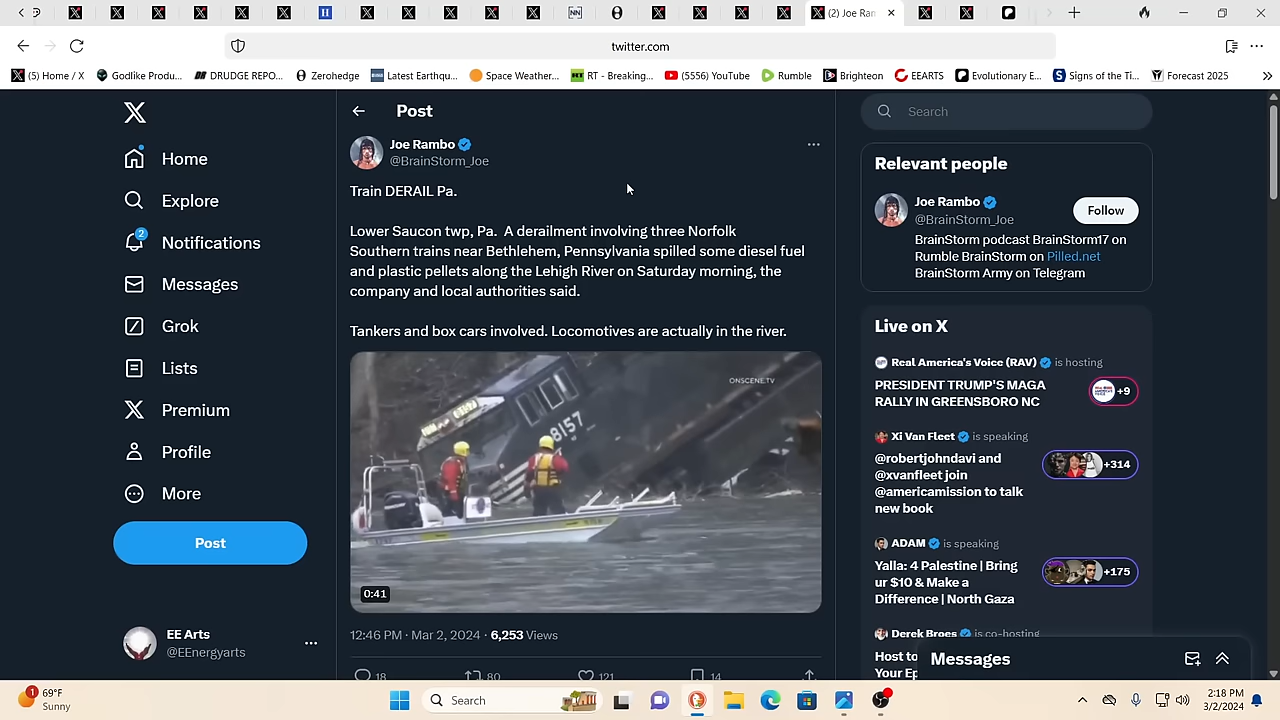 (2) Joe Ran
twitter.com
(5) Home / X
Godlike Produ...
DRUDGE REPO...
Zerohedge
Latest Earthqu...
Space Weather...
RT - Breaking...
(5556) YouTube
Rumble
Brighteon
EEARTS
Evolutionary E...
Signs of the Ti...
Forecast 2025
Home
Explore
2
Notifications
Messages
Grok
Lists
Premium
Profile
More
Post
EE Arts
@EEnergyarts
Post
Joe Rambo
@BrainStorm_Joe
Train DERAIL Pa.
Lower Saucon twp, Pa.  A derailment involving three Norfolk
Southern trains near Bethlehem, Pennsylvania spilled some diesel fuel
and plastic pellets along the Lehigh River on Saturday morning, the
company and local authorities said.
Tankers and box cars involved. Locomotives are actually in the river.
ONSCENE.TV
8157
0:41
12:46 PM · Mar 2, 2024 · 6,253 Views
18
80
121
14
Search
Relevant people
Joe Rambo
Follow
@BrainStorm_Joe
BrainStorm podcast BrainStorm17 on
Rumble BrainStorm on Pilled.net
BrainStorm Army on Telegram
Live on X
Real America's Voice (RAV) is hosting
PRESIDENT TRUMP'S MAGA
RALLY IN GREENSBORO NC
+9
Xi Van Fleet is speaking
@robertjohndavi and
@xvanfleet join
@americamission to talk
new book
+314
ADAM is speaking
Yalla: 4 Palestine | Bring
ur $10 & Make a
Difference | North Gaza
+175
Derek Broes is co-hosting
Host to
Your Ep
Messages
1
69°F
Sunny
Search
2:18 PM
3/2/2024